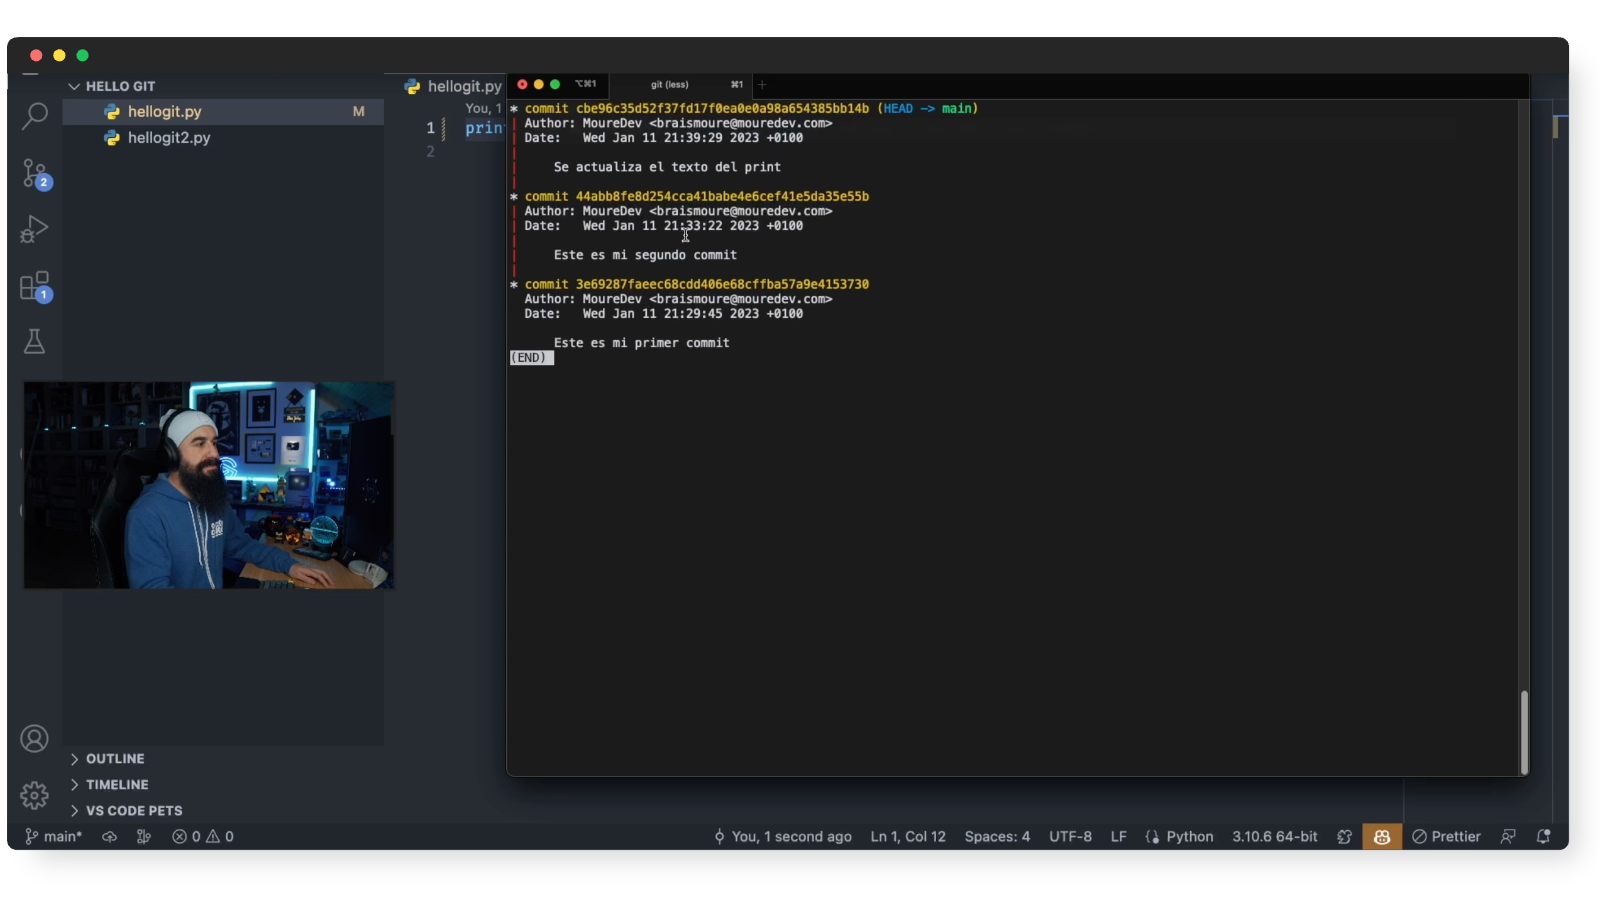 HELLO GIT
hellogit.py M
hellogit2.py
2
1
OUTLINE
TIMELINE
VS CODE PETS
hellogit.py
You, 1
1 prin
2
⌥⌘1 git (less) ⌘1 +
* commit cbe96c35d52f37fd17f0ea0e0a98a654385bb14b (HEAD -> main)
Author: MoureDev <braismoure@mouredev.com>
Date: Wed Jan 11 21:39:29 2023 +0100
Se actualiza el texto del print
* commit 44abb8fe8d254cca41babe4e6cef41e5da35e55b
Author: MoureDev <braismoure@mouredev.com>
Date: Wed Jan 11 21:33:22 2023 +0100
Este es mi segundo commit
* commit 3e69287faeec68cdd406e68cffba57a9e4153730
Author: MoureDev <braismoure@mouredev.com>
Date: Wed Jan 11 21:29:45 2023 +0100
Este es mi primer commit
(END)
main* 0 0 You, 1 second ago Ln 1, Col 12 Spaces: 4 UTF-8 LF Python 3.10.6 64-bit Prettier